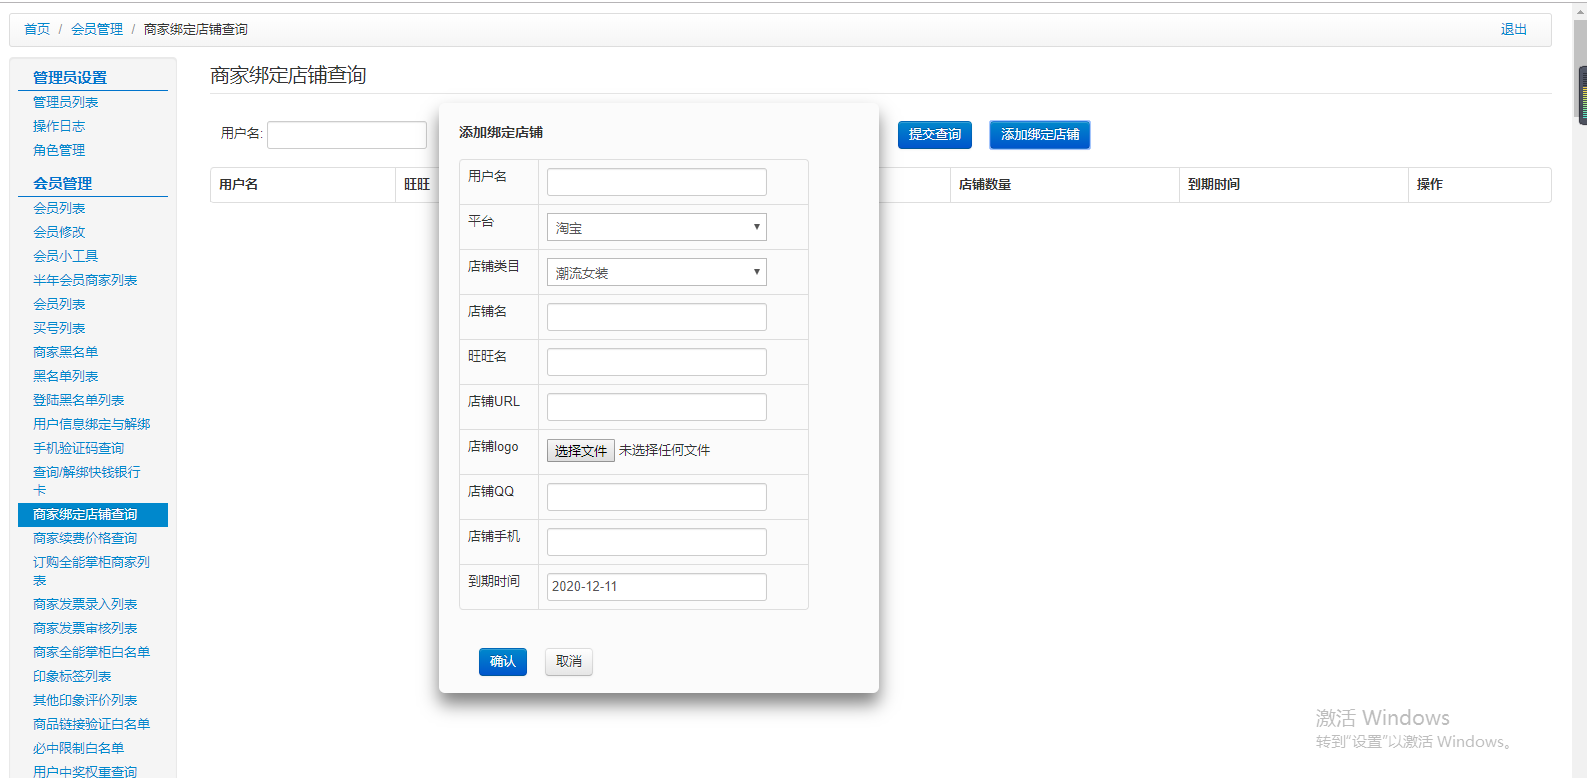 首页 / 会员管理 / 商家绑定店铺查询
退出
管理员设置
管理员列表
操作日志
角色管理
会员管理
会员列表
会员修改
会员小工具
半年会员商家列表
会员列表
买号列表
商家黑名单
黑名单列表
登陆黑名单列表
用户信息绑定与解绑
手机验证码查询
查询/解绑快钱银行
卡
商家绑定店铺查询
商家续费价格查询
订购全能掌柜商家列
表
商家发票录入列表
商家发票审核列表
商家全能掌柜白名单
印象标签列表
其他印象评价列表
商品链接验证白名单
必中限制白名单
用户中奖权重查询
商家绑定店铺查询
用户名:
提交查询
添加绑定店铺
用户名
旺旺
店铺数量
到期时间
操作
添加绑定店铺
用户名
平台
淘宝
店铺类目
潮流女装
店铺名
旺旺名
店铺URL
店铺logo
选择文件 未选择任何文件
店铺QQ
店铺手机
到期时间
2020-12-11
确认
取消
激活 Windows
转到"设置"以激活 Windows。